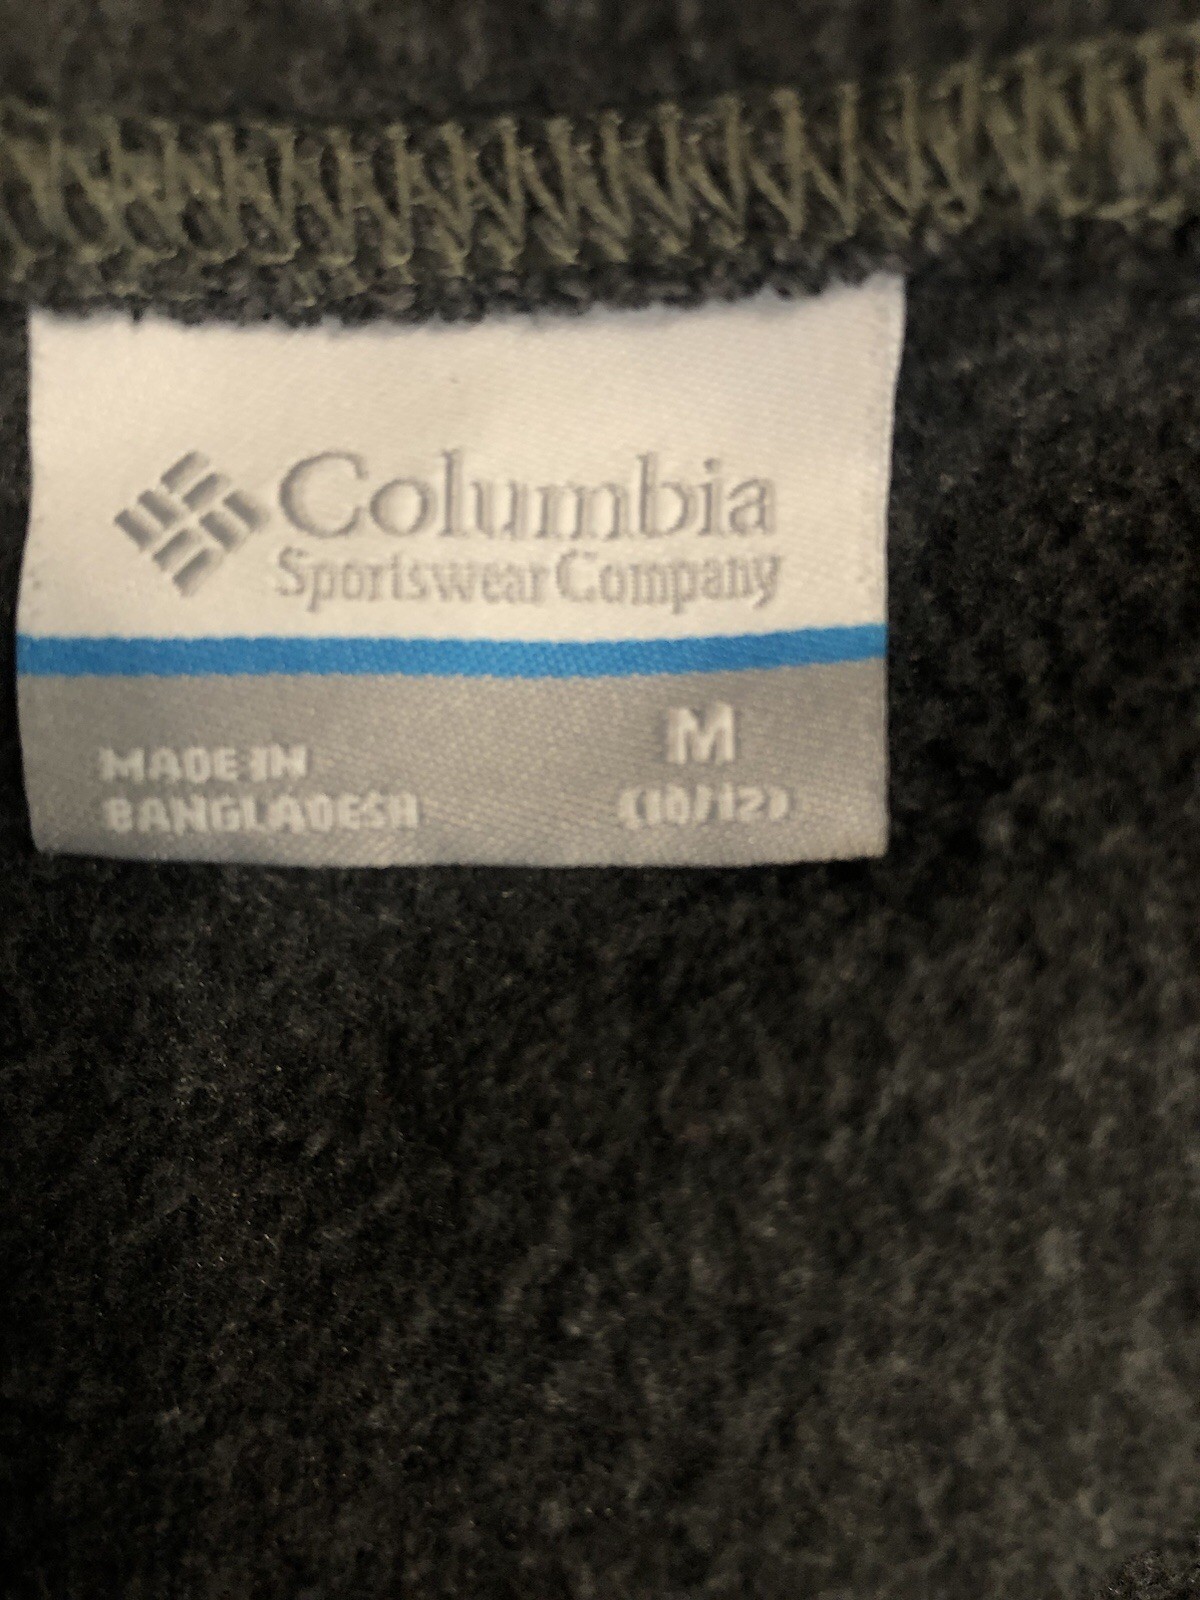 Columbia
Sportswear Company
M
MADE IN
BANGLADESH
(10/12)